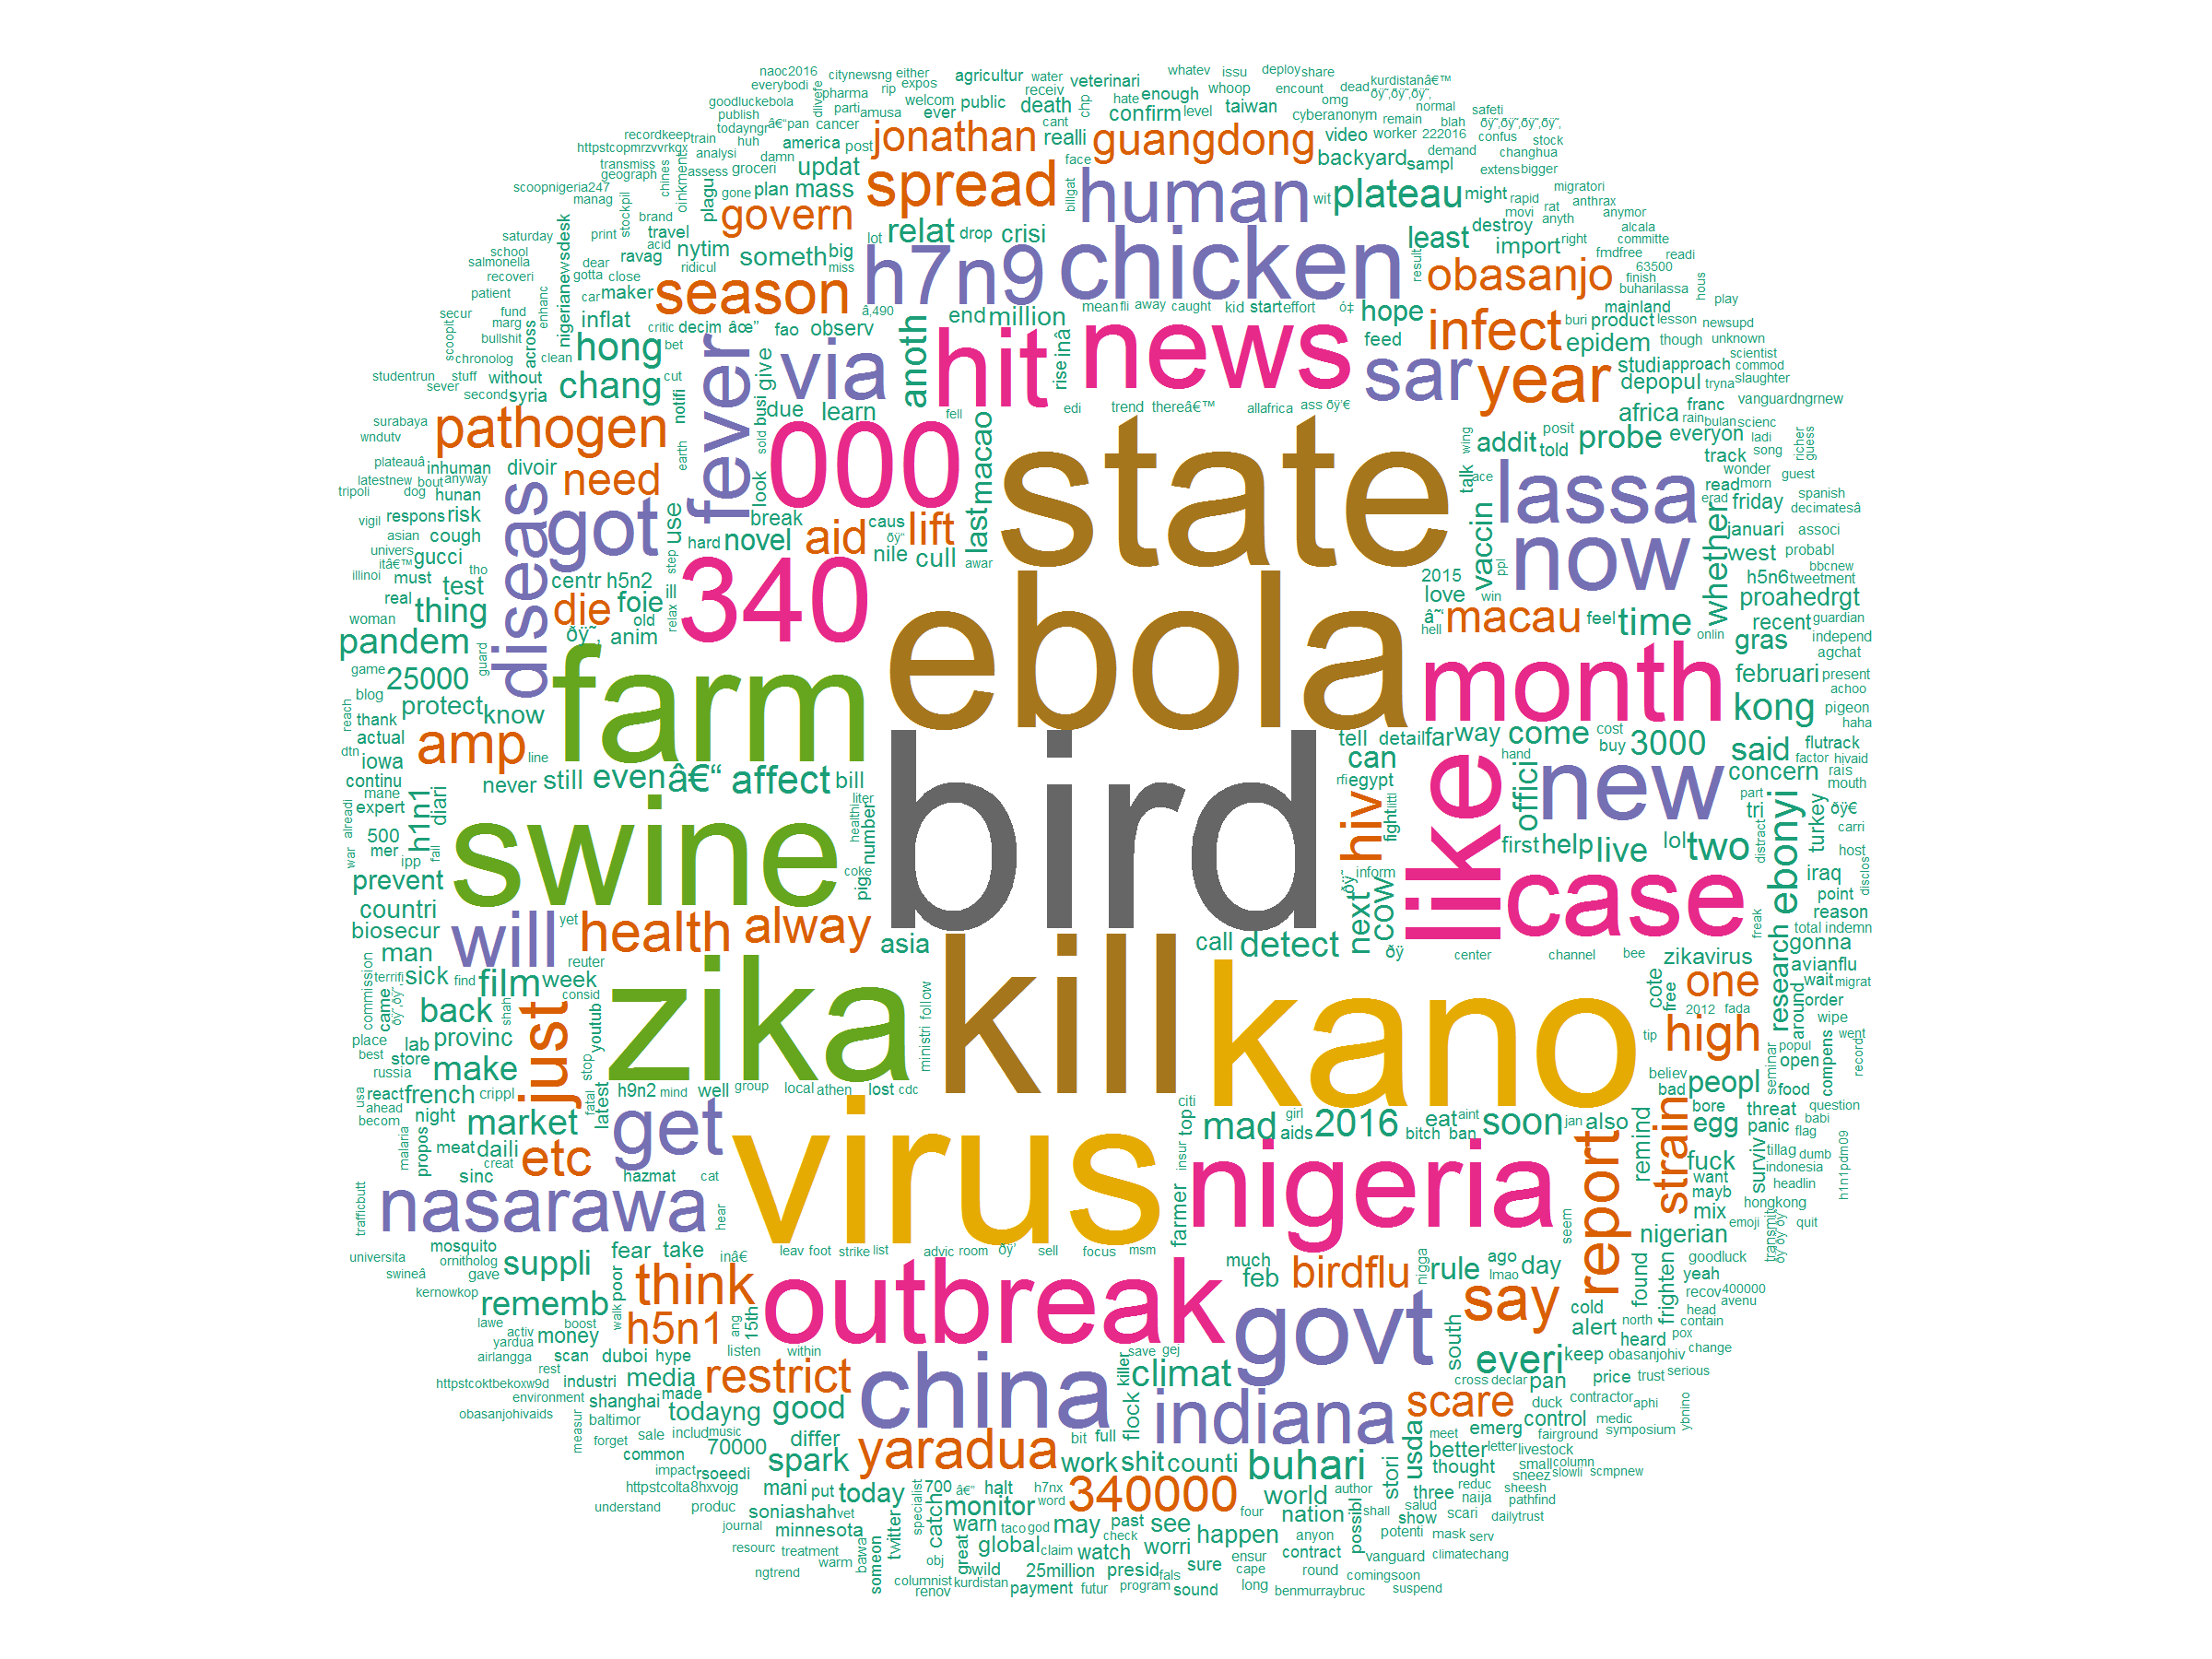 naoc2016 citynewsng either agricultur water whatev issu deploy share kurdistanâ€™
everybodi pharma rip expos receiv veterinari whoop encount dead
goodluckebola dlivefe parti welcom public death chp hate enough omg normal safeti
publish amusa ever confirm level taiwan cyberanonym remain
todayngr â€“pan cancer cant realli video worker 222016 blah confus
recordkeep train huh america post jonathan guangdong demand stock
httpstcopmrzvvrkqx analysi damn face backyard sampl changhua
transmiss assess groceri updat spread human extens bigger
geograph chines plagu gone plan mass billgat wit plateau might rapid rat migratori
scoopnigeria247 manag oinkment govern movi anyth anthrax anymor
stockpil brand travel lot relat drop crisi least destroy right alcala committe
saturday print acid nytim someth big h7n9 chicken import frndfree readi
school dear ravag ridicul miss result obasanjo 63500
salmonella gotta close season finish buharilassa hous
recoveri nigerianewsdesk car maker mean fli away caught kid start effort mainland play
patient enhanc inflat critic decim âœ” fao observ â‚490 end million hope infect buri product lesson newsupd
secur fund marg hong bet fever via anoth hit news rise inâ feed sar year epidem though unknown
scoopit bullshit across studi approach scientist
chronolog clean chang cut notifi busi give depopul commod
studentrun stuff without tryna slaughter
sever second syria due learn fell edi trend thereâ€™ allafrica ass africa franc vanguardngrnew
surabaya pathogen 000 state addit rain bulan scienc
wndutv earth sold look macao wing posit ladi richer
plateauâ inhuman divoir need talk ace told probe everyon song guess
latestnew bout anyway track wonder guest
tripoli dog hunan diseas got use break aid lift last vaccin lassa read morn
vigil respons risk hard novel caus erad friday spanish decimatesâ
asian cough step nile cull awar ppl now whether januari associ
univers gucci west probabl
itâ€™ tho centr h5n2 340 2015 bbcnew
illinoi must test die foie ill love win h5n6 tweetment
real thing old macau feel time proahedrgt
woman anim relax hell onlin recent guardian
pandem farm ebola month gras independ agchat
game guard 25000 februari present
blog protect know kong achoo
reach thank pigeon haha
actual amp tell detail far way come cost buy 3000 said flutrack
dtn iowa line can hand factor hivaid
continu never still evenâ€“ affect bill rfi egypt offici new concern rais
mane swine bird hiv like part mouth
expert h1n1 diari liter fight littl tri turkey
alreadi 500 healthi number first help live lol two distract ebonyi carri
war mer ipp fail coke inform case host
prevent pig next cow iraq disclos
countri will health alway freak research point
biosecur yet asia call detect reason
man reuter kill center channel bee zikavirus total indemn
commission terrifi sick find film week zika kano cote one gonna
came consid avianflu
back shah youtub follow free 2012 fada around wait migrat
place lab provinc just ministri high order
best store stop tip wipe
russia make popul went
usa react french crippl fatal latest h9n2 mind well group local athen lost cdc believ peopl seminar open record
ahead night get virus citi bad food compens
becom market mad top girl aids 2016 eat aint jan also soon bore threat question
malaria propos meat daili etc bitch ban remind strain egg panic babi
creat insur nigeria report fuck surviv tillag flag dumb
sinc hazmat cat want indonesia h1n1pdm09
trafficbutt nasarawa farmer mayb headlin
hear seem mix hongkong
mosquito fear take leav foot strike list advic room sell focus msm nigerian emoji quit
universita ornitholog suppli inâ€ much transmitg
swineâ gave poor think outbreak feb birdflu nigga rule ago day found frighten goodluck
kernowkop rememb lmao say yeah
walk h5n1 ang 15th govt cold recov 400000
lawe activ boost head avenu
yardua money alert north contain
airlangga scan duboi hype listen within save gej south heard pox
rest restrict china killer climat everi keep obasanjohiv change
httpstcoktbekoxw9d industri media indiana cross declar price trust serious
environment made flock scare pan
obasanjohivaids shanghai todayng good duck contractor aphi ybnino
measur baltimor control medic
forget sale includ music yaradua bit full usda meet emerg fairground symposium
common 70000 differ work shit counti buhari better letter livestock
impact rsoeedi spark stori thought small column
httpstcolta8hxvojg mani put today 700 â€“ halt h7nx 340000 world author three reduc sneez slowli scmpnew
understand produc soniashah vet specialist catch monitor word four nation possibl naija sheesh
journal minnesota twitter warn taco god may past see happen shall salud scari pathfind
resourc treatment great global claim check worri anyon show mask serv dailytrust
warm bawa someon obj watch contract potenti vanguard climatechang
ngtrend columnist wild 25million presid fals sure ensur cape round comingsoon
renov kurdistan payment futur program sound long benmurraybruc suspend